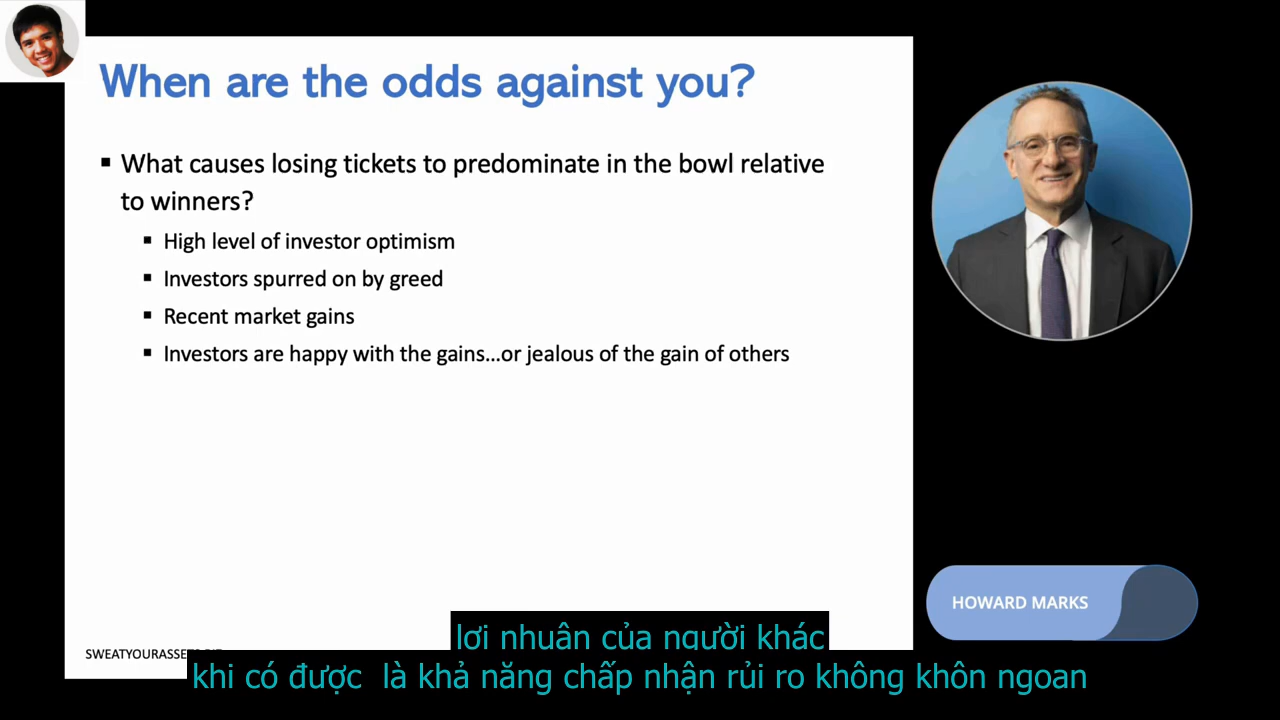 When are the odds against you?
▪ What causes losing tickets to predominate in the bowl relative
to winners?
▪ High level of investor optimism
▪ Investors spurred on by greed
▪ Recent market gains
▪ Investors are happy with the gains...or jealous of the gain of others
HOWARD MARKS
lợi nhuận của người khác
khi có được là khả năng chấp nhận rủi ro không khôn ngoan